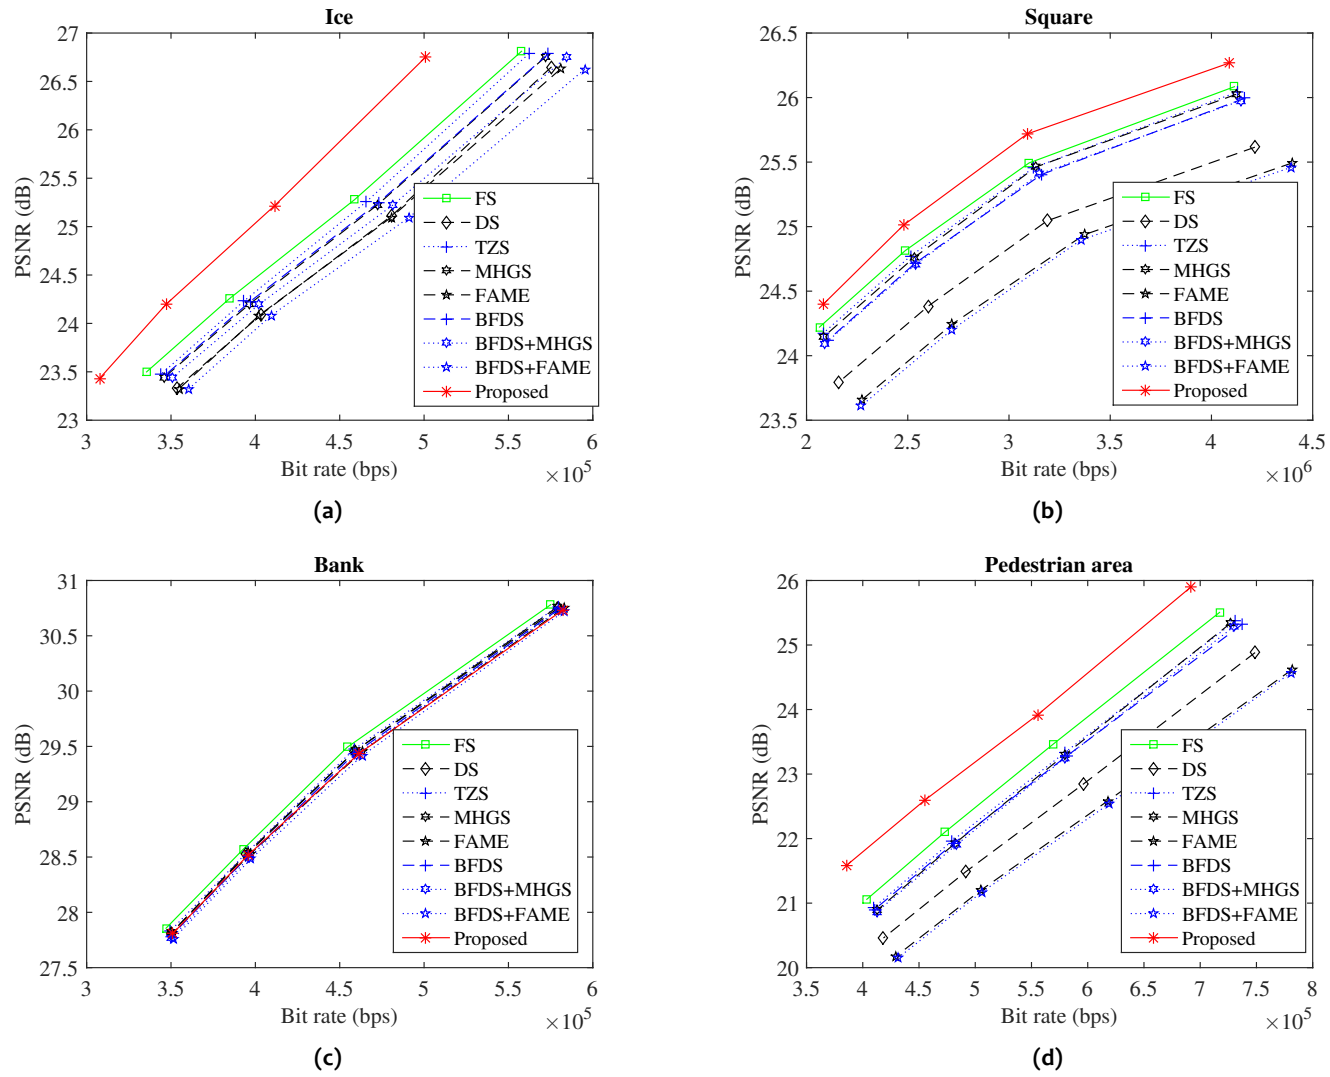 Ice
27
26.5
26
25.5
25
24.5
24
23.5
23
PSNR (dB)
3 3.5 4 4.5 5 5.5 6
Bit rate (bps)
×10⁵
FS
DS
TZS
MHGS
FAME
BFDS
BFDS+MHGS
BFDS+FAME
Proposed
(a)
Square
26.5
26
25.5
25
24.5
24
23.5
PSNR (dB)
2 2.5 3 3.5 4 4.5
Bit rate (bps)
×10⁶
FS
DS
TZS
MHGS
FAME
BFDS
BFDS+MHGS
BFDS+FAME
Proposed
(b)
Bank
31
30.5
30
29.5
29
28.5
28
27.5
PSNR (dB)
3 3.5 4 4.5 5 5.5 6
Bit rate (bps)
×10⁵
FS
DS
TZS
MHGS
FAME
BFDS
BFDS+MHGS
BFDS+FAME
Proposed
(c)
Pedestrian area
26
25
24
23
22
21
20
PSNR (dB)
3.5 4 4.5 5 5.5 6 6.5 7 7.5 8
Bit rate (bps)
×10⁵
FS
DS
TZS
MHGS
FAME
BFDS
BFDS+MHGS
BFDS+FAME
Proposed
(d)